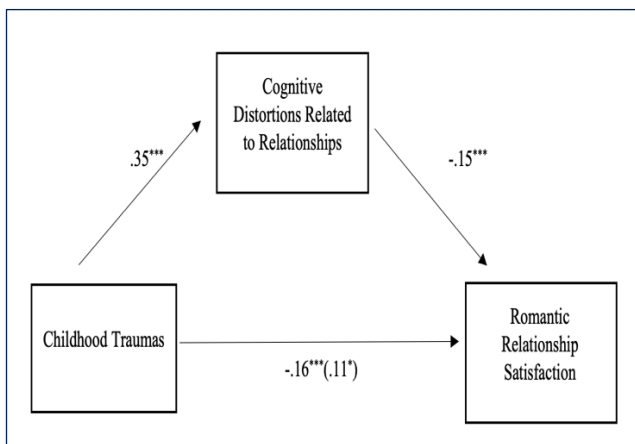 Cognitive
Distortions Related
to Relationships
.35***
-.15***
Childhood Traumas
Romantic
Relationship
Satisfaction
-.16***(.11*)